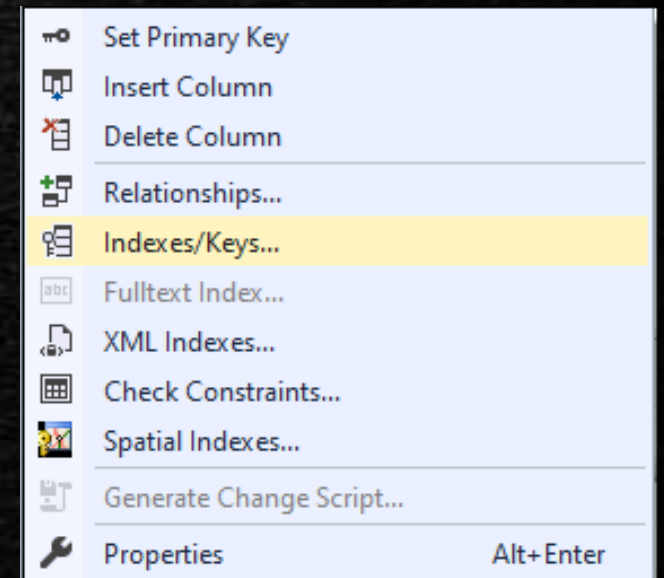 Set Primary Key
Insert Column
Delete Column
Relationships...
Indexes/Keys...
abc Fulltext Index...
XML Indexes...
Check Constraints...
Spatial Indexes...
Generate Change Script...
Properties Alt+Enter